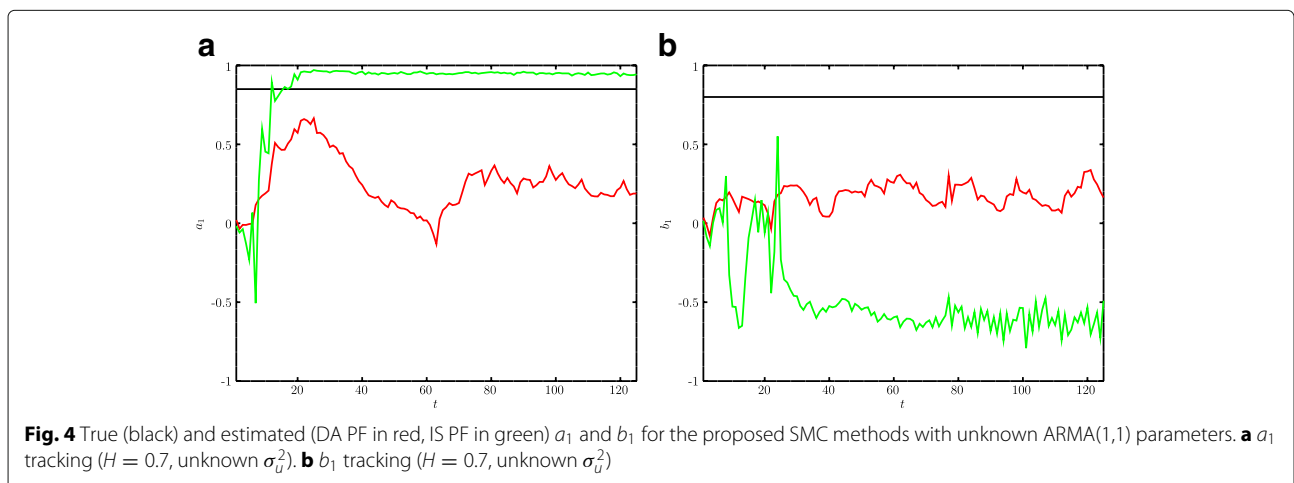 a
b
1
0.5
0
-0.5
-1
a₁
20
40
60
80
100
120
t
1
0.5
0
-0.5
-1
b₁
20
40
60
80
100
120
t
Fig. 4 True (black) and estimated (DA PF in red, IS PF in green) a₁ and b₁ for the proposed SMC methods with unknown ARMA(1,1) parameters. a a₁
tracking (H = 0.7, unknown σᵤ²). b b₁ tracking (H = 0.7, unknown σᵤ²)